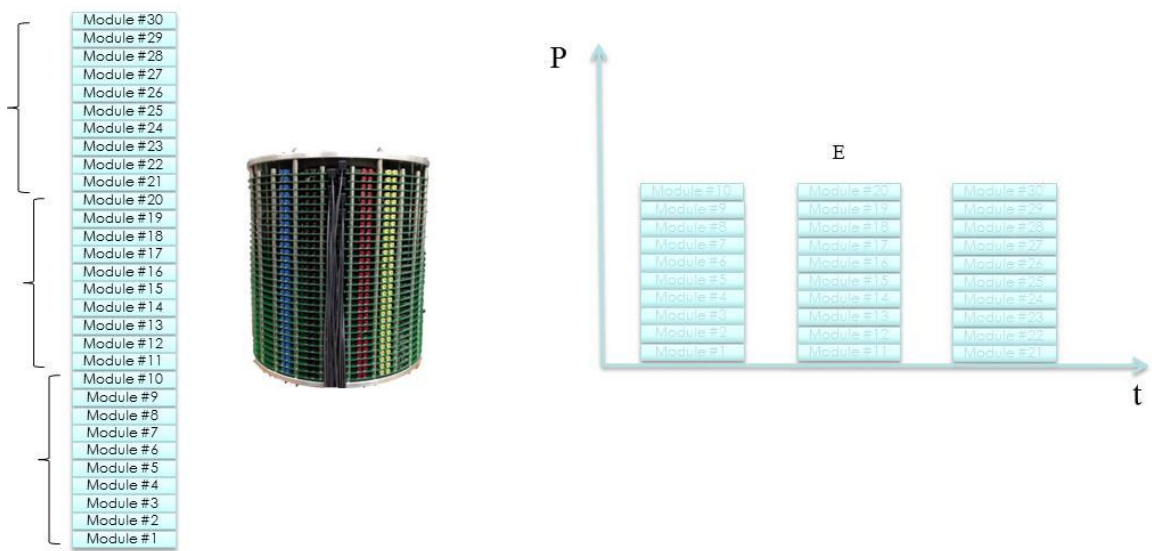 Module #30
Module #29
Module #28
Module #27
Module #26
Module #25
Module #24
Module #23
Module #22
Module #21
Module #20
Module #19
Module #18
Module #17
Module #16
Module #15
Module #14
Module #13
Module #12
Module #11
Module #10
Module #9
Module #8
Module #7
Module #6
Module #5
Module #4
Module #3
Module #2
Module #1
P
E
Module #10
Module #9
Module #8
Module #7
Module #6
Module #5
Module #4
Module #3
Module #2
Module #1
Module #20
Module #19
Module #18
Module #17
Module #16
Module #15
Module #14
Module #13
Module #12
Module #11
Module #30
Module #29
Module #28
Module #27
Module #26
Module #25
Module #24
Module #23
Module #22
Module #21
t